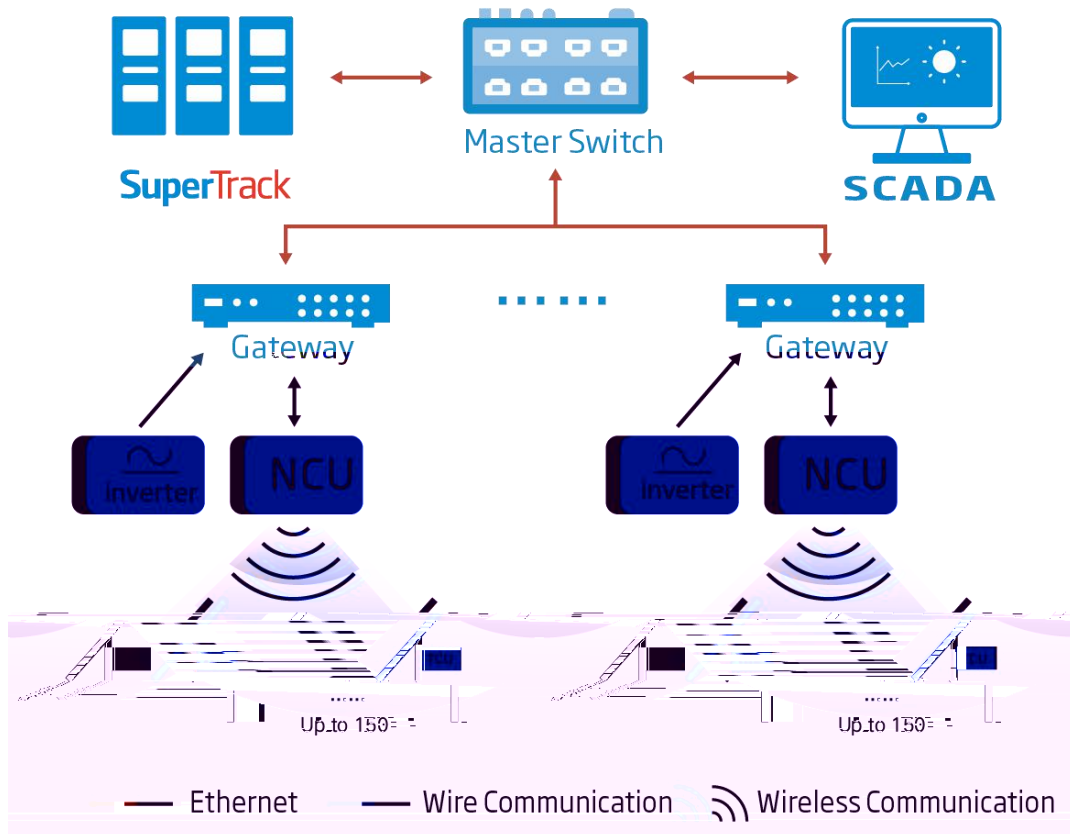 Master Switch
SuperTrack
SCADA
Gateway
Gateway
inverter
NCU
inverter
NCU
Up to 150
Up to 150
Ethernet
Wire Communication
Wireless Communication